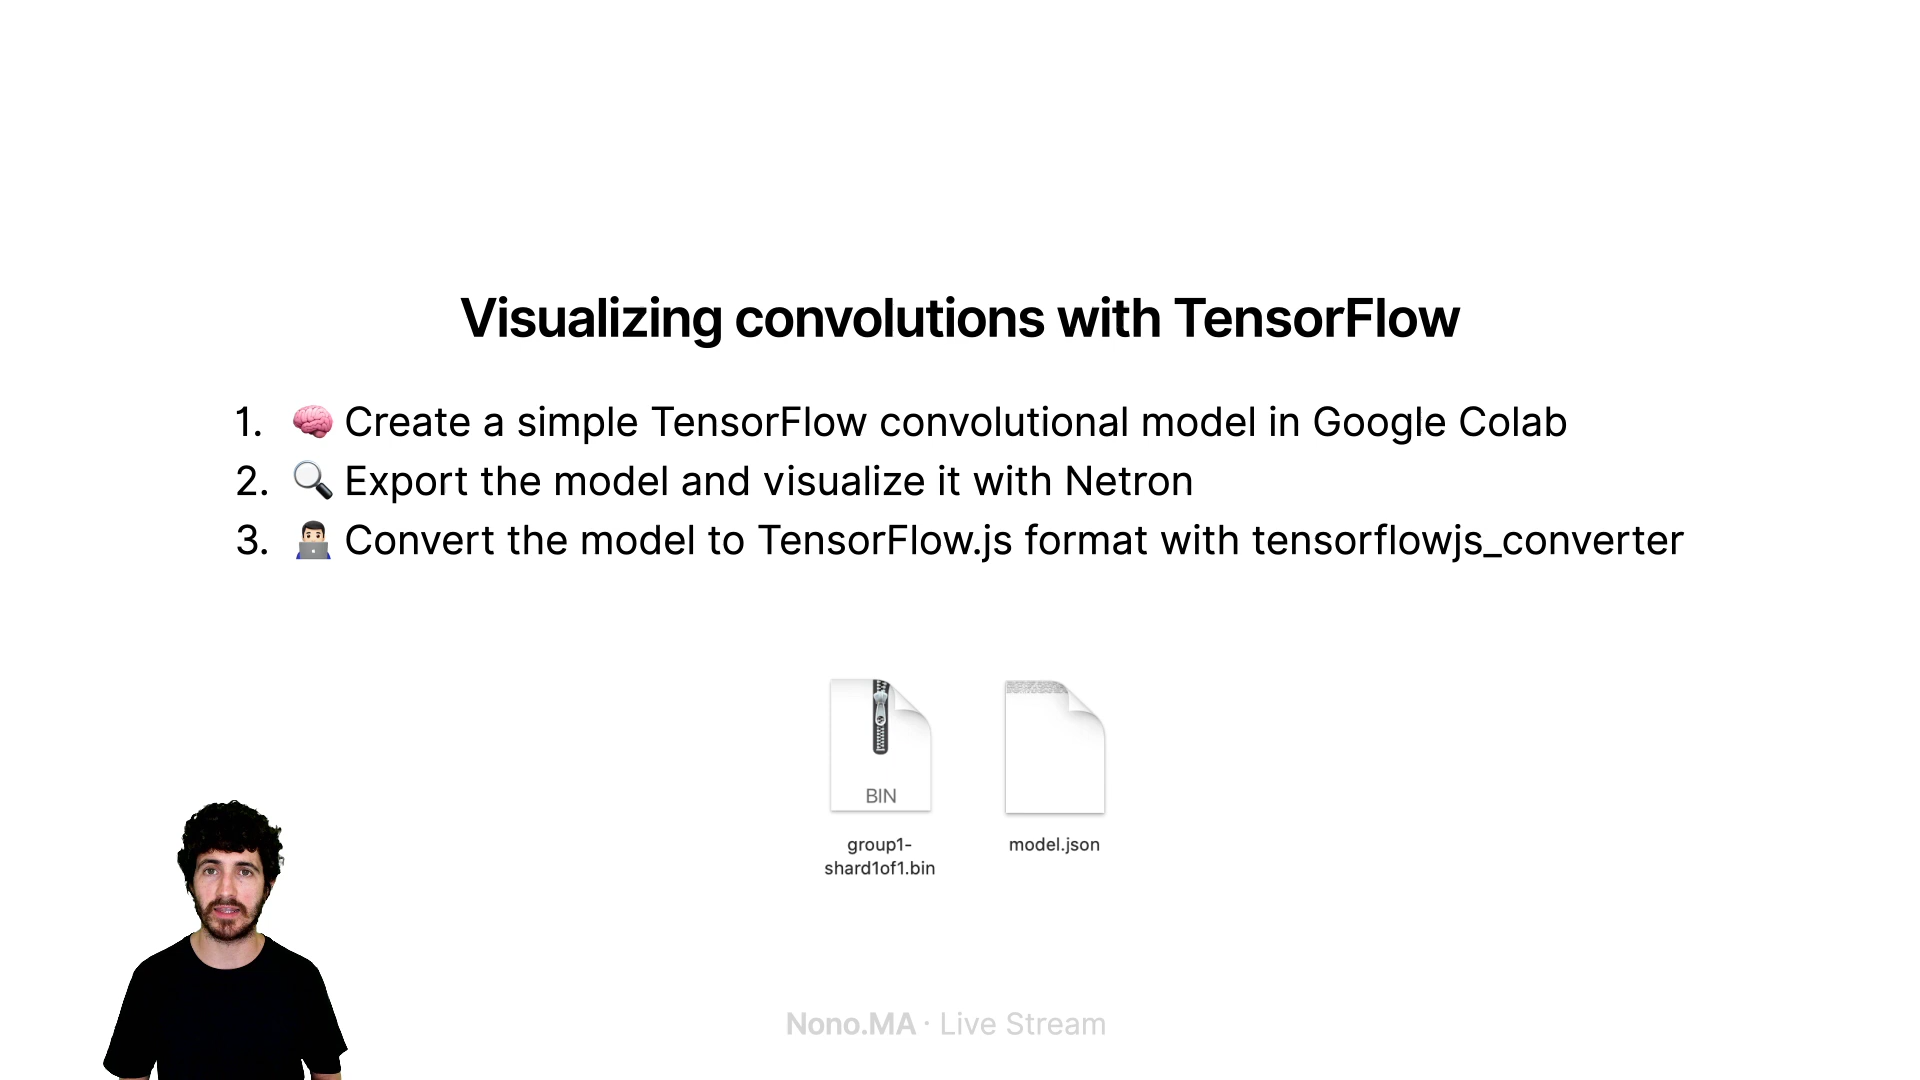 Visualizing convolutions with TensorFlow
1. 🧠 Create a simple TensorFlow convolutional model in Google Colab
2. 🔍 Export the model and visualize it with Netron
3. 👨🏻‍💻 Convert the model to TensorFlow.js format with tensorflowjs_converter
BIN
group1-
shard1of1.bin
model.json
Nono.MA · Live Stream